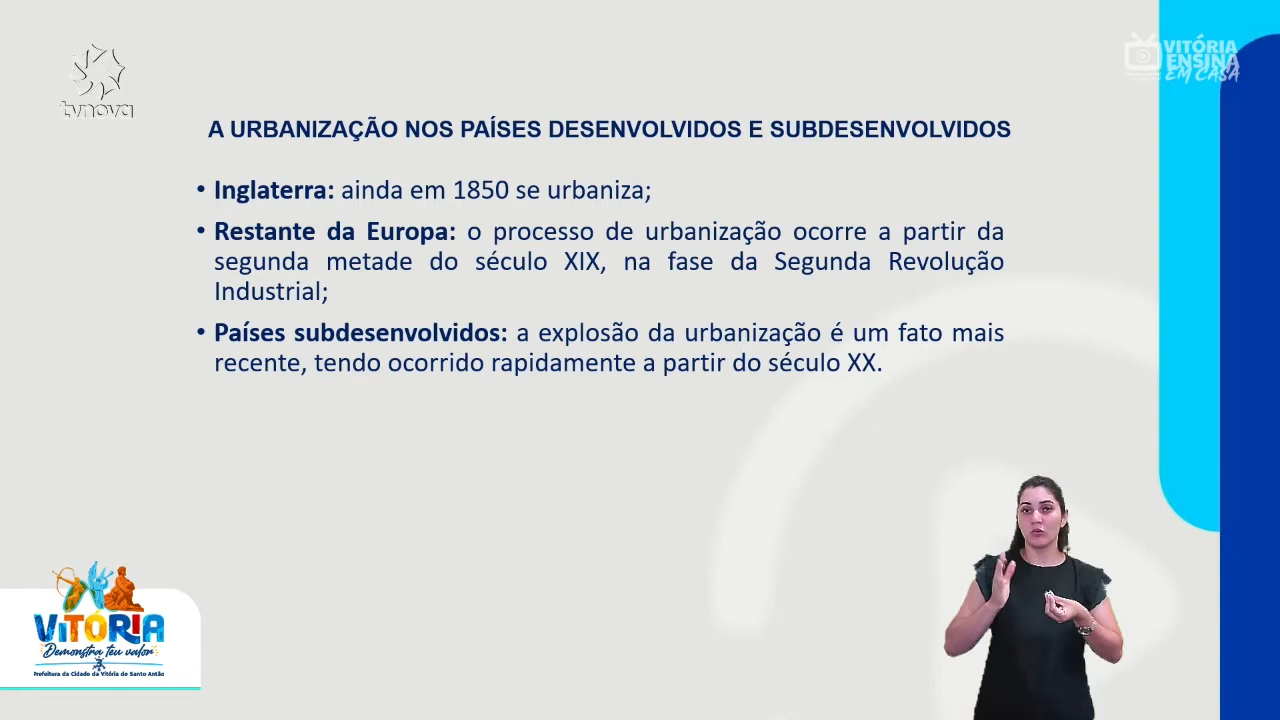 tvnova
VITÓRIA
ENSINA
EM CASA
A URBANIZAÇÃO NOS PAÍSES DESENVOLVIDOS E SUBDESENVOLVIDOS
• Inglaterra: ainda em 1850 se urbaniza;
• Restante da Europa: o processo de urbanização ocorre a partir da
segunda metade do século XIX, na fase da Segunda Revolução
Industrial;
• Países subdesenvolvidos: a explosão da urbanização é um fato mais
recente, tendo ocorrido rapidamente a partir do século XX.
VITÓRIA
Demonstra teu valor
Prefeitura da Cidade da Vitória de Santo Antão